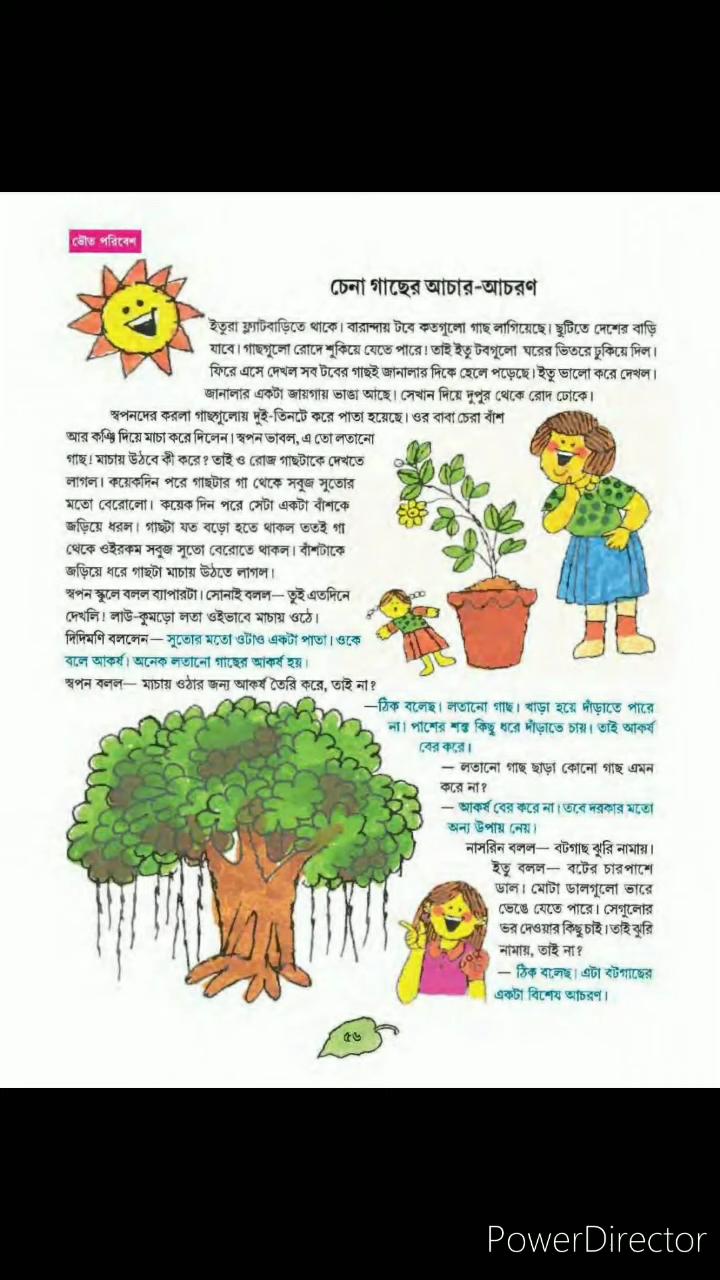 ভৌত পরিবেশ
চেনা গাছের আচার-আচরণ
ইতুরা ফ্ল্যাটবাড়িতে থাকে। বারান্দায় টবে কতগুলো গাছ লাগিয়েছে। ছুটিতে দেশের বাড়ি
যাবে। গাছগুলো রোদে শুকিয়ে যেতে পারে! তাই ইতু টবগুলো ঘরের ভিতরে ঢুকিয়ে দিল।
ফিরে এসে দেখল সব টবের গাছই জানালার দিকে হেলে পড়েছে। ইতু ভালো করে দেখল।
জানালার একটা জায়গায় ভাঙা আছে। সেখান দিয়ে দুপুর থেকে রোদ ঢোকে।
স্বপনদের করলা গাছগুলোয় দুই-তিনটে করে পাতা হয়েছে। ওর বাবা চেরা বাঁশ
আর কঞ্চি দিয়ে মাচা করে দিলেন। স্বপন ভাবল, এ তো লতানো
গাছ! মাচায় উঠবে কী করে? তাই ও রোজ গাছটাকে দেখতে
লাগল। কয়েকদিন পরে গাছটার গা থেকে সবুজ সুতোর
মতো বেরোলো। কয়েক দিন পরে সেটা একটা বাঁশকে
জড়িয়ে ধরল। গাছটা যত বড়ো হতে থাকল ততই গা
থেকে ওইরকম সবুজ সুতো বেরোতে থাকল। বাঁশটাকে
জড়িয়ে ধরে গাছটা মাচায় উঠতে লাগল।
স্বপন স্কুলে বলল ব্যাপারটা। সোনাই বলল— তুই এতদিনে
দেখলি! লাউ-কুমড়ো লতা ওইভাবে মাচায় ওঠে।
দিদিমণি বললেন— সুতোর মতো ওটাও একটা পাতা। ওকে
বলে আকর্ষ। অনেক লতানো গাছের আকর্ষ হয়।
স্বপন বলল— মাচায় ওঠার জন্য আকর্ষ তৈরি করে, তাই না?
—ঠিক বলেছ। লতানো গাছ। খাড়া হয়ে দাঁড়াতে পারে
না। পাশের শক্ত কিছু ধরে দাঁড়াতে চায়। তাই আকর্ষ
বের করে।
— লতানো গাছ ছাড়া কোনো গাছ এমন
করে না?
— আকর্ষ বের করে না। তবে দরকার মতো
অন্য উপায় নেয়।
নাসরিন বলল— বটগাছ ঝুরি নামায়।
ইতু বলল— বটের চারপাশে
ডাল। মোটা ডালগুলো ভারে
ভেঙে যেতে পারে। সেগুলোর
ভর দেওয়ার কিছু চাই। তাই ঝুরি
নামায়, তাই না?
— ঠিক বলেছ। এটা বটগাছের
একটা বিশেষ আচরণ।
৫৬
PowerDirector